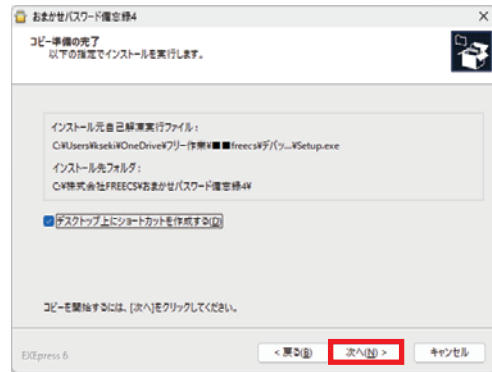 おまかせパスワード備忘録4
コピー準備の完了
以下の指定でインストールを実行します。
インストール元自己解凍実行ファイル:
C:¥Users¥kseki¥OneDrive¥フリー作業¥■■freecs¥デバッ...¥Setup.exe
インストール先フォルダ:
C:¥株式会社FREECS¥おまかせパスワード備忘録4¥
デスクトップ上にショートカットを作成する(D)
コピーを開始するには、[次へ]をクリックしてください。
EXEpress 6
< 戻る(B)
次へ(N) >
キャンセル